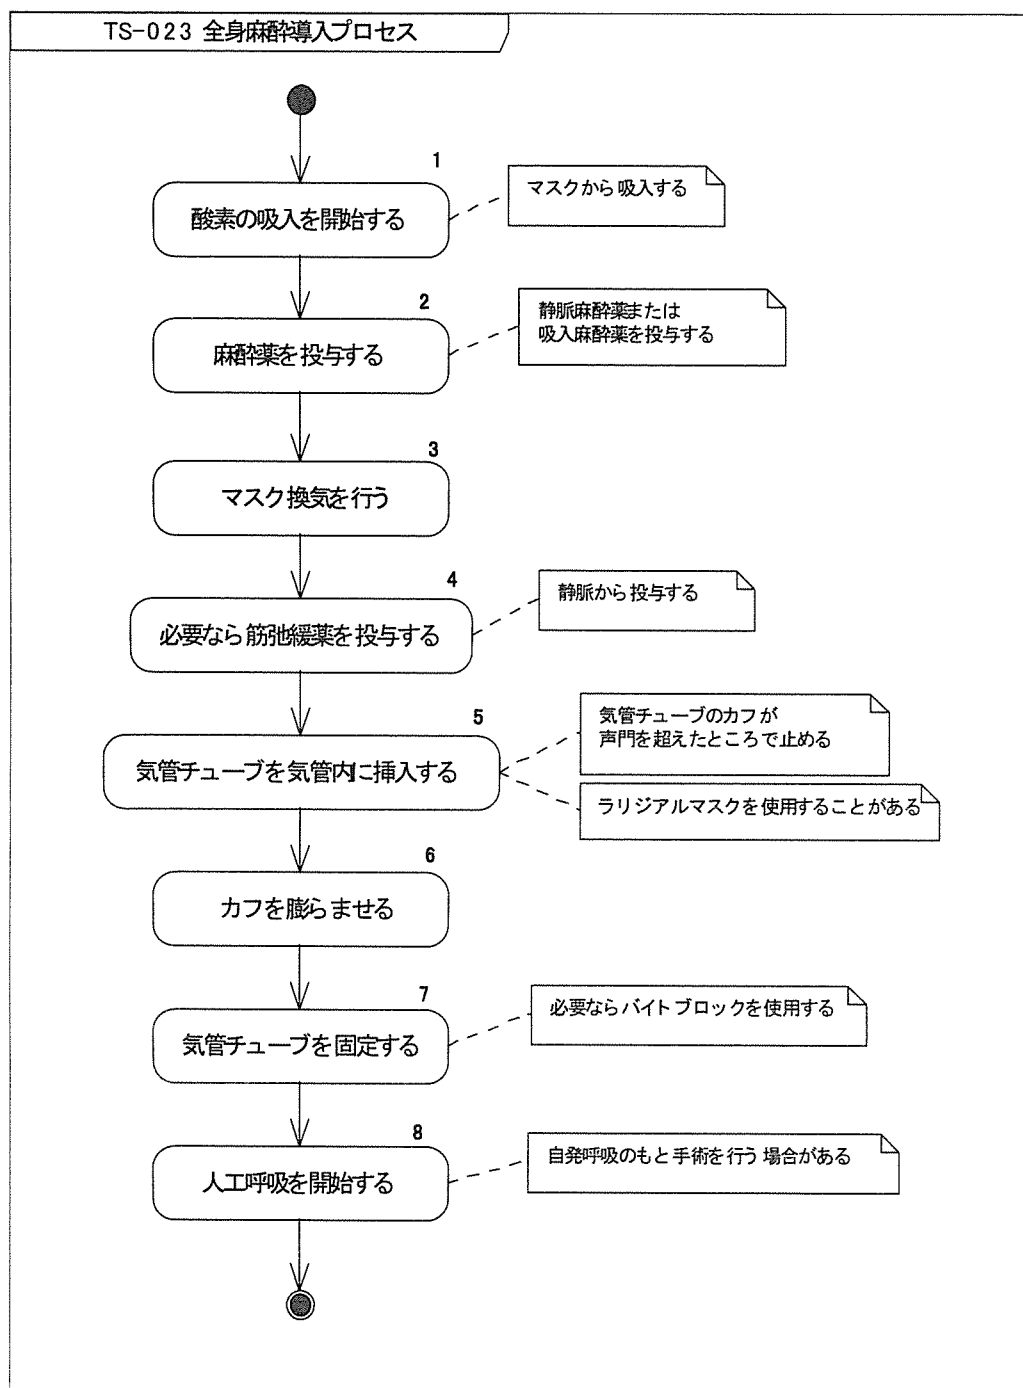 TS-023 全身麻酔導入プロセス
1
酸素の吸入を開始する
マスクから吸入する
2
麻酔薬を投与する
静脈麻酔薬または
吸入麻酔薬を投与する
3
マスク換気を行う
4
必要なら筋弛緩薬を投与する
静脈から投与する
5
気管チューブを気管内に挿入する
気管チューブのカフが
声門を超えたところで止める
ラリジアルマスクを使用することがある
6
カフを膨らませる
7
気管チューブを固定する
必要ならバイトブロックを使用する
8
人工呼吸を開始する
自発呼吸のもと手術を行う場合がある